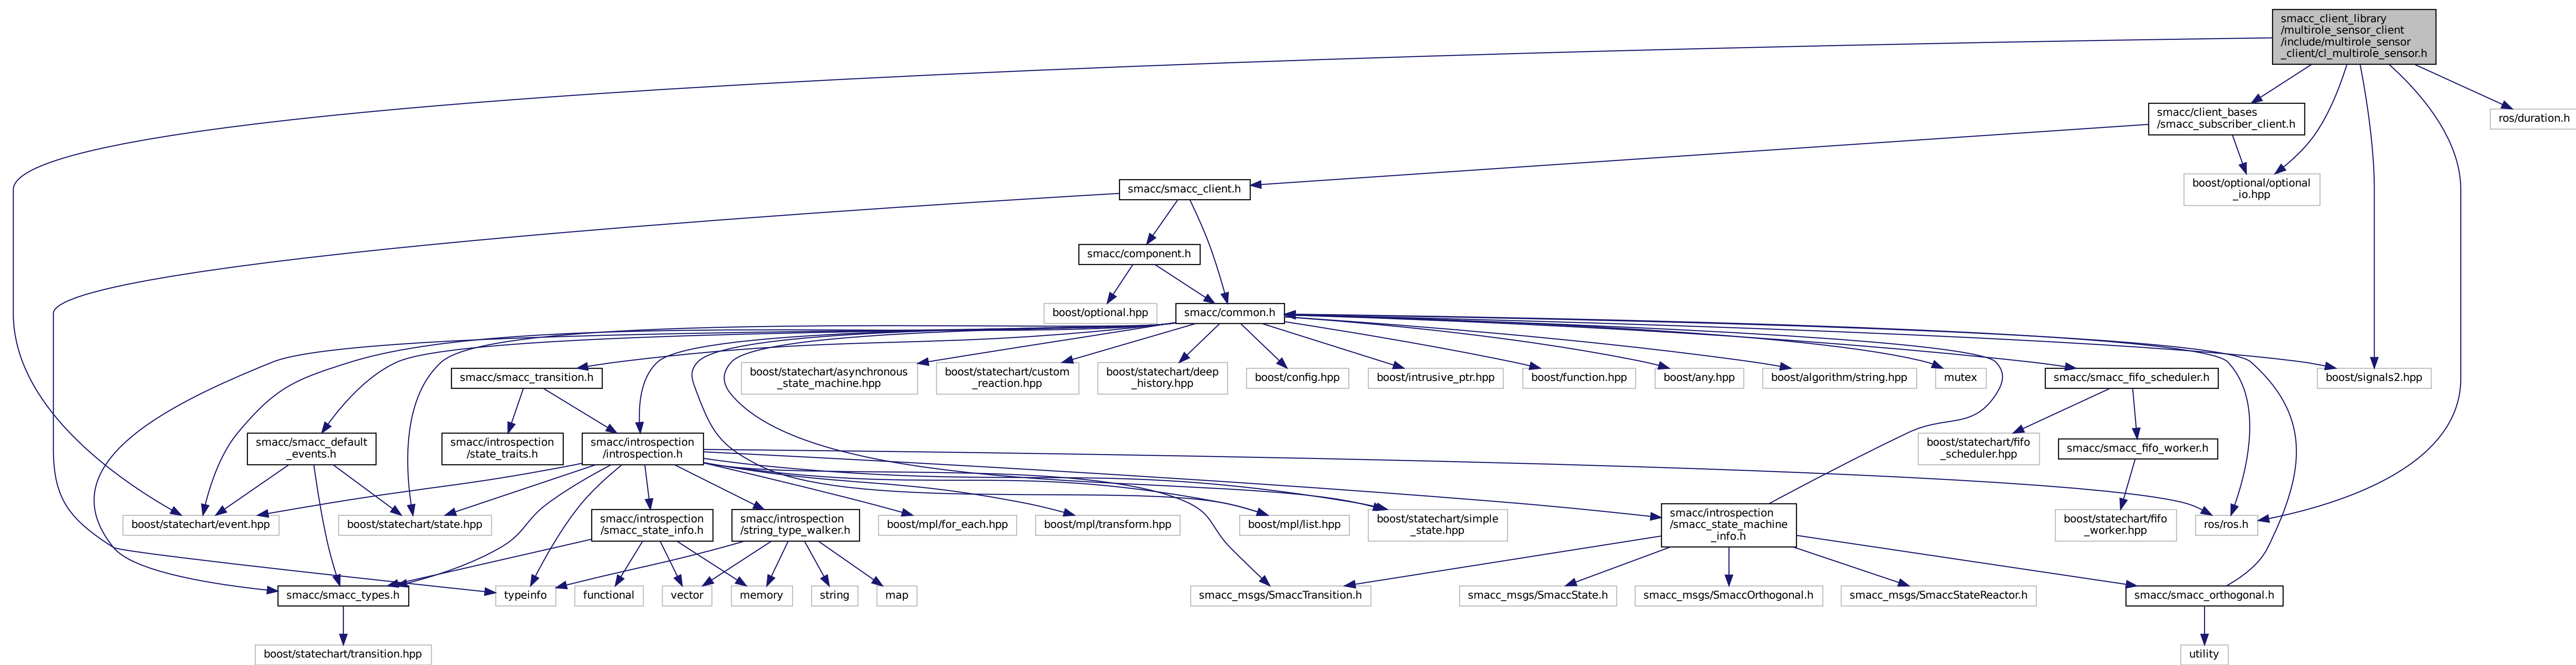 smacc_client_library
/multirole_sensor_client
/include/multirole_sensor
_client/cl_multirole_sensor.h
smacc/client_bases
/smacc_subscriber_client.h
ros/duration.h
smacc/smacc_client.h
boost/optional/optional
_io.hpp
smacc/component.h
boost/optional.hpp
smacc/common.h
smacc/smacc_transition.h
boost/statechart/asynchronous
_state_machine.hpp
boost/statechart/custom
_reaction.hpp
boost/statechart/deep
_history.hpp
boost/config.hpp
boost/intrusive_ptr.hpp
boost/function.hpp
boost/any.hpp
boost/algorithm/string.hpp
mutex
smacc/smacc_fifo_scheduler.h
boost/signals2.hpp
smacc/smacc_default
_events.h
smacc/introspection
/state_traits.h
smacc/introspection
/introspection.h
boost/statechart/fifo
_scheduler.hpp
smacc/smacc_fifo_worker.h
boost/statechart/event.hpp
boost/statechart/state.hpp
smacc/introspection
/smacc_state_info.h
smacc/introspection
/string_type_walker.h
boost/mpl/for_each.hpp
boost/mpl/transform.hpp
boost/mpl/list.hpp
boost/statechart/simple
_state.hpp
smacc/introspection
/smacc_state_machine
_info.h
boost/statechart/fifo
_worker.hpp
ros/ros.h
smacc/smacc_types.h
typeinfo
functional
vector
memory
string
map
smacc_msgs/SmaccTransition.h
smacc_msgs/SmaccState.h
smacc_msgs/SmaccOrthogonal.h
smacc_msgs/SmaccStateReactor.h
smacc/smacc_orthogonal.h
boost/statechart/transition.hpp
utility